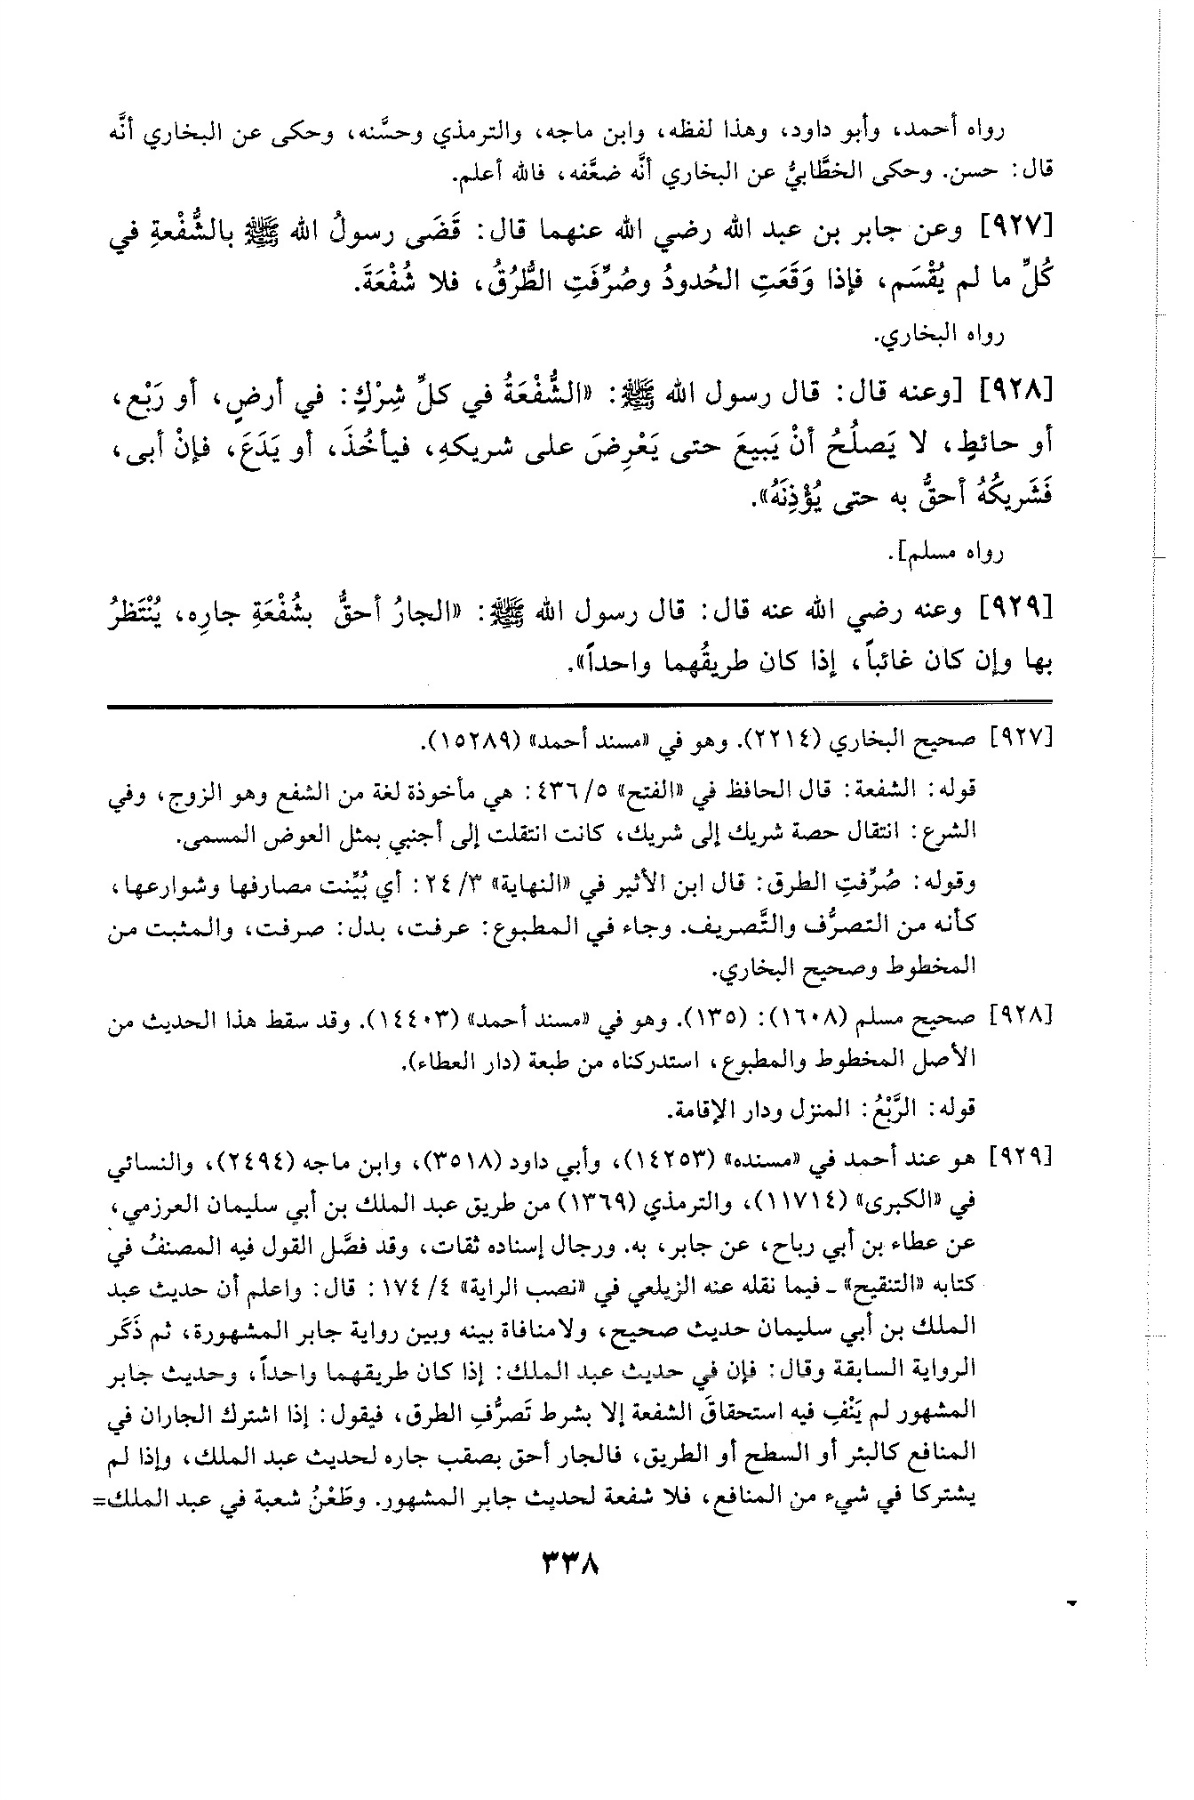 رواه أحمد، وأبو داود، وهذا لفظه، وابن ماجه، والترمذي وحسَّنه، وحكى عن البخاري أنَّه
قال: حسن. وحكى الخطَّابيُّ عن البخاري أنَّه ضعَّفه، فالله أعلم.
[٩٢٧] وعن جابر بن عبد الله رضي الله عنهما قال: قَضَى رسولُ الله ﷺ بالشُّفْعةِ في
كُلِّ ما لم يُقْسَم، فإذا وَقَعَتِ الحُدودُ وصُرِّفَتِ الطُّرُقُ، فلا شُفْعَةَ.
رواه البخاري.
[٩٢٨] [وعنه قال: قال رسول الله ﷺ: «الشُّفْعَةُ في كلِّ شِرْكٍ: في أرضٍ، أو رَبْع،
أو حائطٍ، لا يَصلُحُ أنْ يَبيعَ حتى يَعْرِضَ على شريكهِ، فيأخُذَ، أو يَدَعَ، فإنْ أبى،
فَشَريكُهُ أحقُّ به حتى يُؤْذِنَهُ».
رواه مسلم].
[٩٢٩] وعنه رضي الله عنه قال: قال رسول الله ﷺ: «الجارُ أحقُّ بشُفْعَةِ جارِه، يُنْتَظرُ
بها وإن كان غائباً، إذا كان طريقُهما واحداً».
[٩٢٧] صحيح البخاري (٢٢١٤). وهو في «مسند أحمد» (١٥٢٨٩).
قوله: الشفعة: قال الحافظ في «الفتح» ٤٣٦/٥: هي مأخوذة لغة من الشفع وهو الزوج، وفي
الشرع: انتقال حصة شريك إلى شريك، كانت انتقلت إلى أجنبي بمثل العوض المسمى.
وقوله: صُرِّفتِ الطرق: قال ابن الأثير في «النهاية» ٢٤/٣: أي بُيِّنت مصارفها وشوارعها،
كأنه من التصرُّف والتَّصريف. وجاء في المطبوع: عرفت، بدل: صرفت، والمثبت من
المخطوط وصحيح البخاري.
[٩٢٨] صحيح مسلم (١٦٠٨): (١٣٥). وهو في «مسند أحمد» (١٤٤٠٣). وقد سقط هذا الحديث من
الأصل المخطوط والمطبوع، استدركناه من طبعة (دار العطاء).
قوله: الرَّبْعُ: المنزل ودار الإقامة.
[٩٢٩] هو عند أحمد في «مسنده» (١٤٢٥٣)، وأبي داود (٣٥١٨)، وابن ماجه (٢٤٩٤)، والنسائي
في «الكبرى» (١١٧١٤)، والترمذي (١٣٦٩) من طريق عبد الملك بن أبي سليمان العرزمي،
عن عطاء بن أبي رباح، عن جابر، به. ورجال إسناده ثقات، وقد فصَّل القول فيه المصنفُ في
كتابه «التنقيح» ـ فيما نقله عنه الزيلعي في «نصب الراية» ١٧٤/٤: قال: واعلم أن حديث عبد
الملك بن أبي سليمان حديث صحيح، ولا منافاة بينه وبين رواية جابر المشهورة، ثم ذَكَر
الرواية السابقة وقال: فإن في حديث عبد الملك: إذا كان طريقهما واحداً، وحديث جابر
المشهور لم يَنْفِ فيه استحقاقَ الشفعة إلا بشرط تَصرُّفِ الطرق، فيقول: إذا اشترك الجاران في
المنافع كالبئر أو السطح أو الطريق، فالجار أحق بصقب جاره لحديث عبد الملك، وإذا لم
يشتركا في شيء من المنافع، فلا شفعة لحديث جابر المشهور. وطَعْنُ شعبة في عبد الملك=
٣٣٨